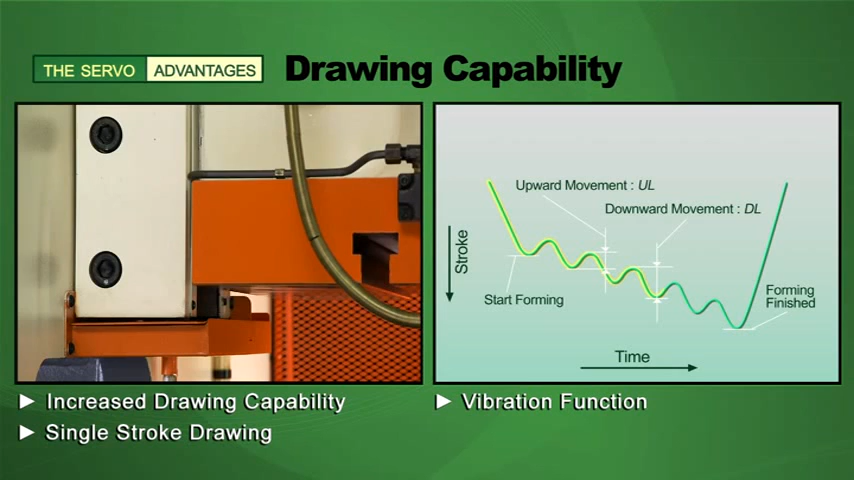 THE SERVO ADVANTAGES
Drawing Capability
Upward Movement : UL
Downward Movement : DL
Stroke
Start Forming
Forming
Finished
Time
► Increased Drawing Capability
► Single Stroke Drawing
► Vibration Function